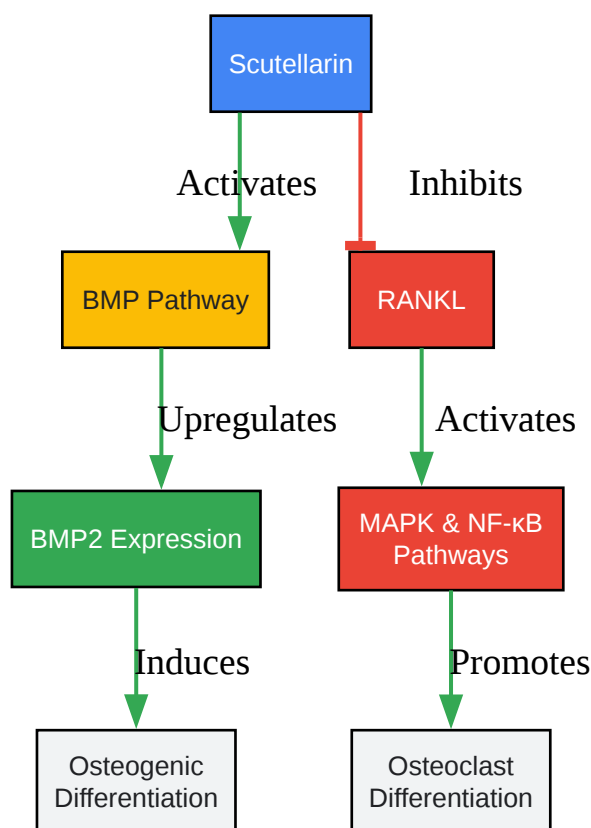 Scutellarin
Activates
Inhibits
BMP Pathway
RANKL
Upregulates
Activates
BMP2 Expression
MAPK & NF-κB
Pathways
Induces
Promotes
Osteogenic
Differentiation
Osteoclast
Differentiation